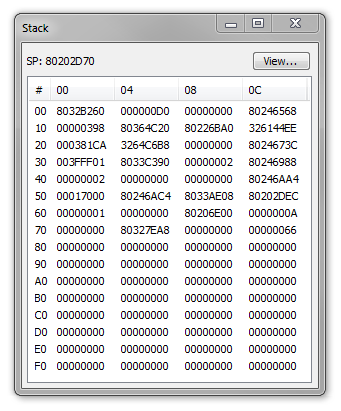 Stack
SP: 80202D70 View...
# 00 04 08 0C
00 8032B260 000000D0 00000000 80246568
10 00000398 80364C20 80226BA0 326144EE
20 000381CA 3264C6B8 00000000 8024673C
30 003FFF01 8033C390 00000002 80246988
40 00000002 00000000 00000000 80246AA4
50 00017000 80246AC4 8033AE08 80202DEC
60 00000001 00000000 80206E00 0000000A
70 00000000 80327EA8 00000000 00000066
80 00000000 00000000 00000000 00000000
90 00000000 00000000 00000000 00000000
A0 00000000 00000000 00000000 00000000
B0 00000000 00000000 00000000 00000000
C0 00000000 00000000 00000000 00000000
D0 00000000 00000000 00000000 00000000
E0 00000000 00000000 00000000 00000000
F0 00000000 00000000 00000000 00000000